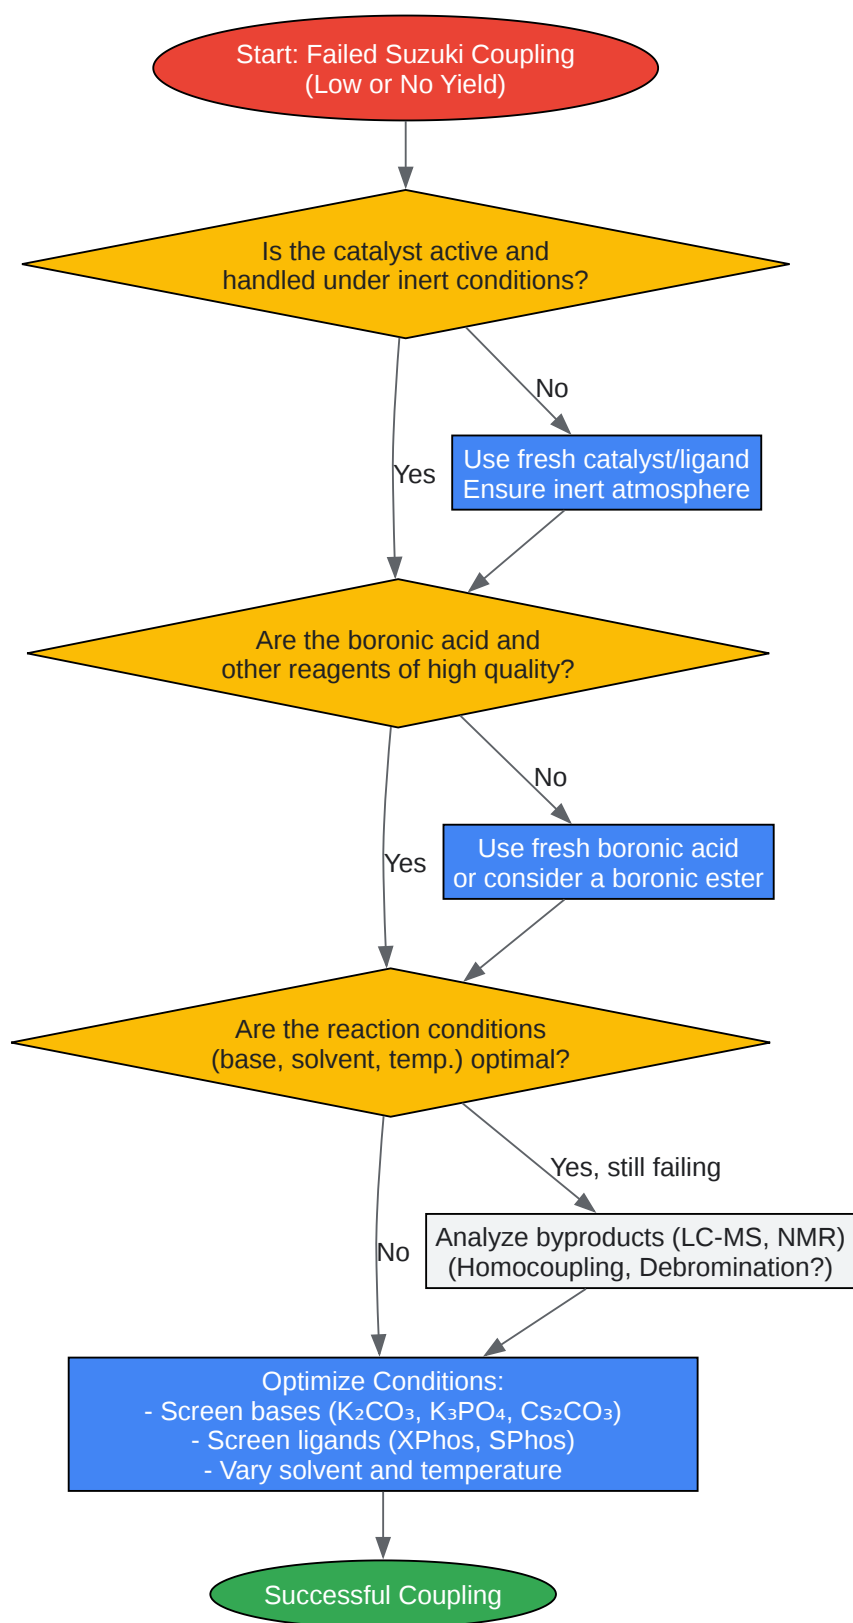 Start: Failed Suzuki Coupling
(Low or No Yield)
Is the catalyst active and
handled under inert conditions?
No
Yes
Use fresh catalyst/ligand
Ensure inert atmosphere
Are the boronic acid and
other reagents of high quality?
No
Yes
Use fresh boronic acid
or consider a boronic ester
Are the reaction conditions
(base, solvent, temp.) optimal?
Yes, still failing
No
Analyze byproducts (LC-MS, NMR)
(Homocoupling, Debromination?)
Optimize Conditions:
- Screen bases (K₂CO₃, K₃PO₄, Cs₂CO₃)
- Screen ligands (XPhos, SPhos)
- Vary solvent and temperature
Successful Coupling